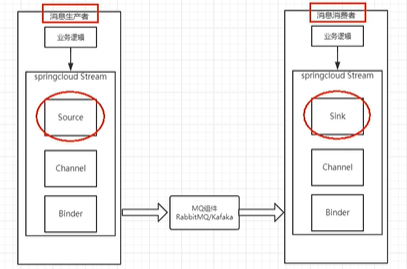 消息生产者
业务逻辑
springcloud Stream
Source
Channel
Binder
MQ组件
RabbitMQ/Kafaka
消息消费者
业务逻辑
springcloud Stream
Sink
Channel
Binder